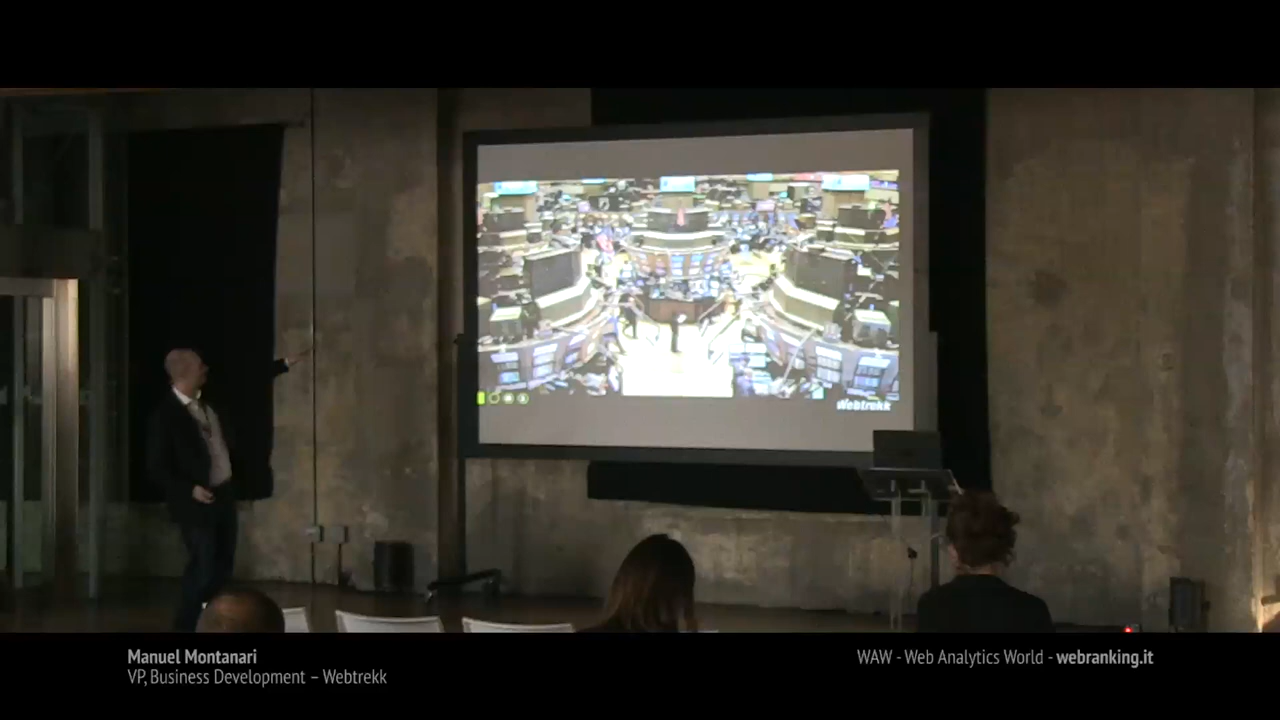 Webtrekk
Manuel Montanari
VP, Business Development – Webtrekk
WAW - Web Analytics World - webranking.it